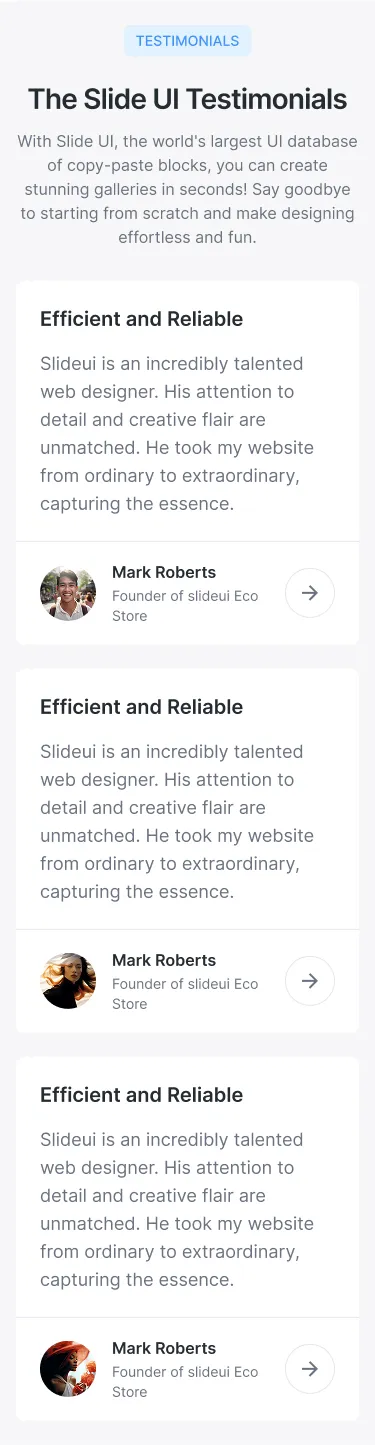 TESTIMONIALS
The Slide UI Testimonials
With Slide UI, the world's largest UI database
of copy-paste blocks, you can create
stunning galleries in seconds! Say goodbye
to starting from scratch and make designing
effortless and fun.
Efficient and Reliable
Slideui is an incredibly talented
web designer. His attention to
detail and creative flair are
unmatched. He took my website
from ordinary to extraordinary,
capturing the essence.
Mark Roberts
Founder of slideui Eco
Store
Efficient and Reliable
Slideui is an incredibly talented
web designer. His attention to
detail and creative flair are
unmatched. He took my website
from ordinary to extraordinary,
capturing the essence.
Mark Roberts
Founder of slideui Eco
Store
Efficient and Reliable
Slideui is an incredibly talented
web designer. His attention to
detail and creative flair are
unmatched. He took my website
from ordinary to extraordinary,
capturing the essence.
Mark Roberts
Founder of slideui Eco
Store